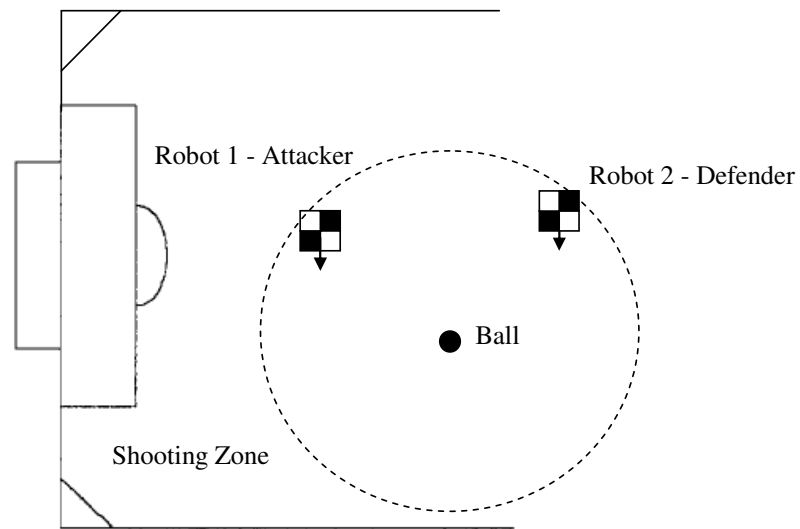 Robot 1 - Attacker
Robot 2 - Defender
Ball
Shooting Zone